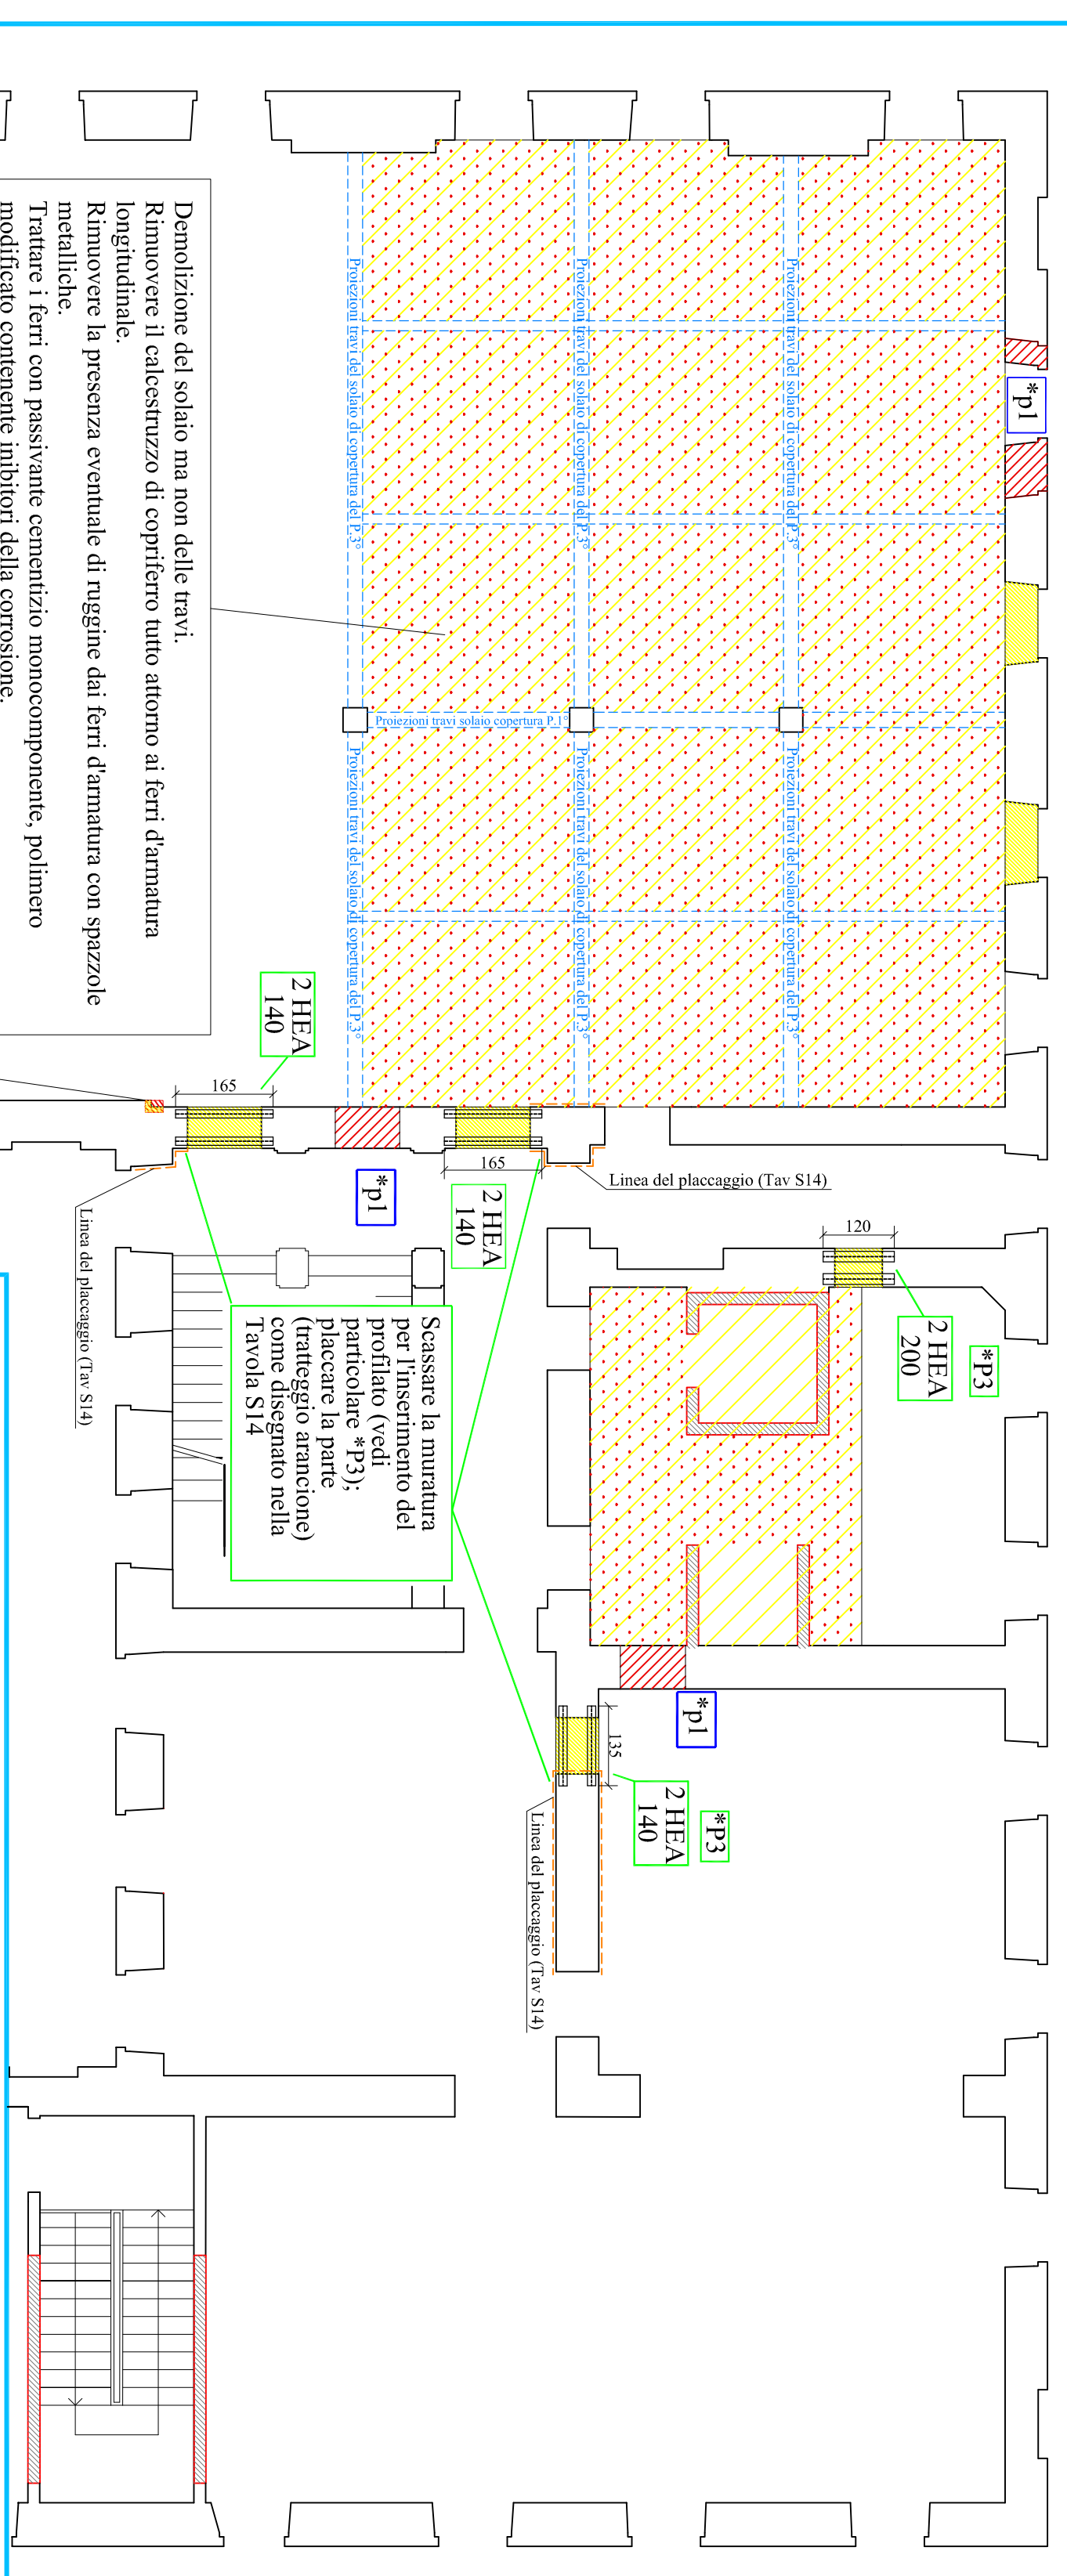 Demolizione del solaio ma non delle travi.
Rimuovere il calcestruzzo di copriferro tutto attorno ai ferri d'armatura
longitudinale.
Rimuovere la presenza eventuale di ruggine dai ferri d'armatura con spazzole
metalliche.
Trattare i ferri con passivante cementizio monocomponente, polimero
modificato contenente inibitori della corrosione.
*p1
Proiezioni travi del solaio di copertura del P.3°
Proiezioni travi del solaio di copertura del P.3°
Proiezioni travi del solaio di copertura del P.3°
Proiezioni travi solaio copertura P.1°
Proiezioni travi del solaio di copertura del P.3°
Proiezioni travi del solaio di copertura del P.3°
Proiezioni travi del solaio di copertura del P.3°
2 HEA
140
165
165
*p1
2 HEA
140
Linea del placcaggio (Tav S14)
Linea del placcaggio (Tav S14)
120
2 HEA
200
*P3
Scassare la muratura
per l'inserimento del
profilato (vedi
particolare *P3);
placcare la parte
(tratteggio arancione)
come disegnato nella
Tavola S14
*p1
135
2 HEA
140
*P3
Linea del placcaggio (Tav S14)